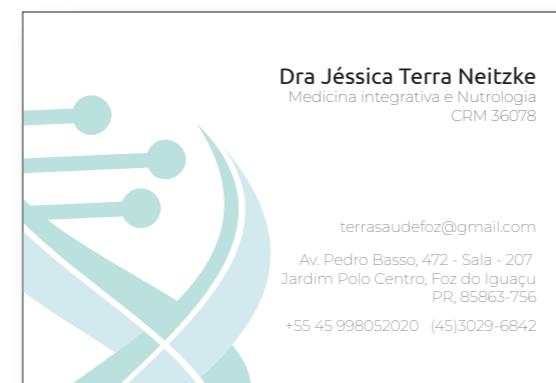 Dra Jéssica Terra Neitzke
Medicina integrativa e Nutrologia
CRM 36078
terrasaudefoz@gmail.com
Av. Pedro Basso, 472 - Sala - 207
Jardim Polo Centro, Foz do Iguaçu
PR, 85863-756
+55 45 998052020 (45)3029-6842